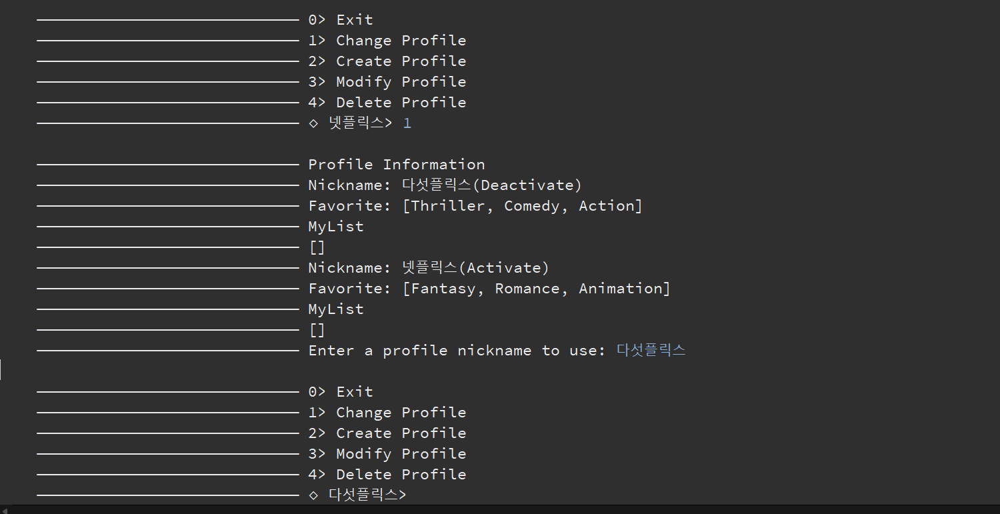 0> Exit
1> Change Profile
2> Create Profile
3> Modify Profile
4> Delete Profile
◇ 넷플릭스> 1
Profile Information
Nickname: 다섯플릭스(Deactivate)
Favorite: [Thriller, Comedy, Action]
MyList
[]
Nickname: 넷플릭스(Activate)
Favorite: [Fantasy, Romance, Animation]
MyList
[]
Enter a profile nickname to use: 다섯플릭스
0> Exit
1> Change Profile
2> Create Profile
3> Modify Profile
4> Delete Profile
◇ 다섯플릭스>